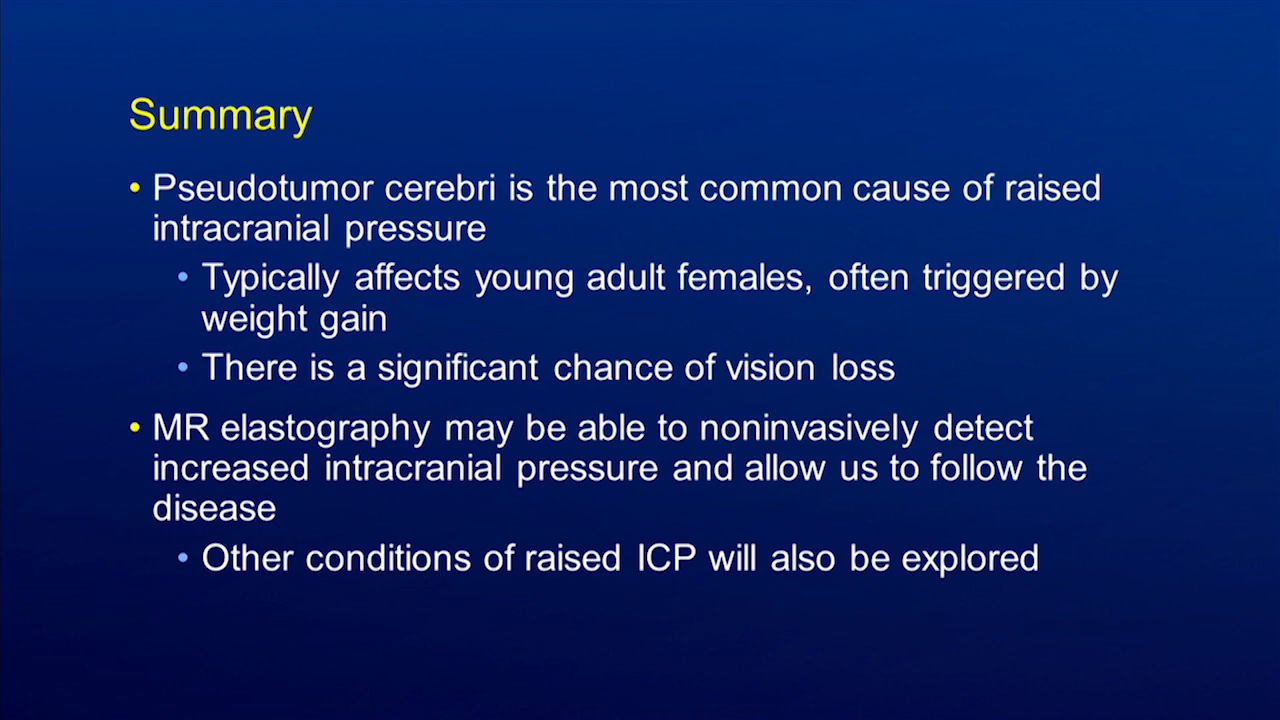 Summary
• Pseudotumor cerebri is the most common cause of raised
intracranial pressure
• Typically affects young adult females, often triggered by
weight gain
• There is a significant chance of vision loss
• MR elastography may be able to noninvasively detect
increased intracranial pressure and allow us to follow the
disease
• Other conditions of raised ICP will also be explored